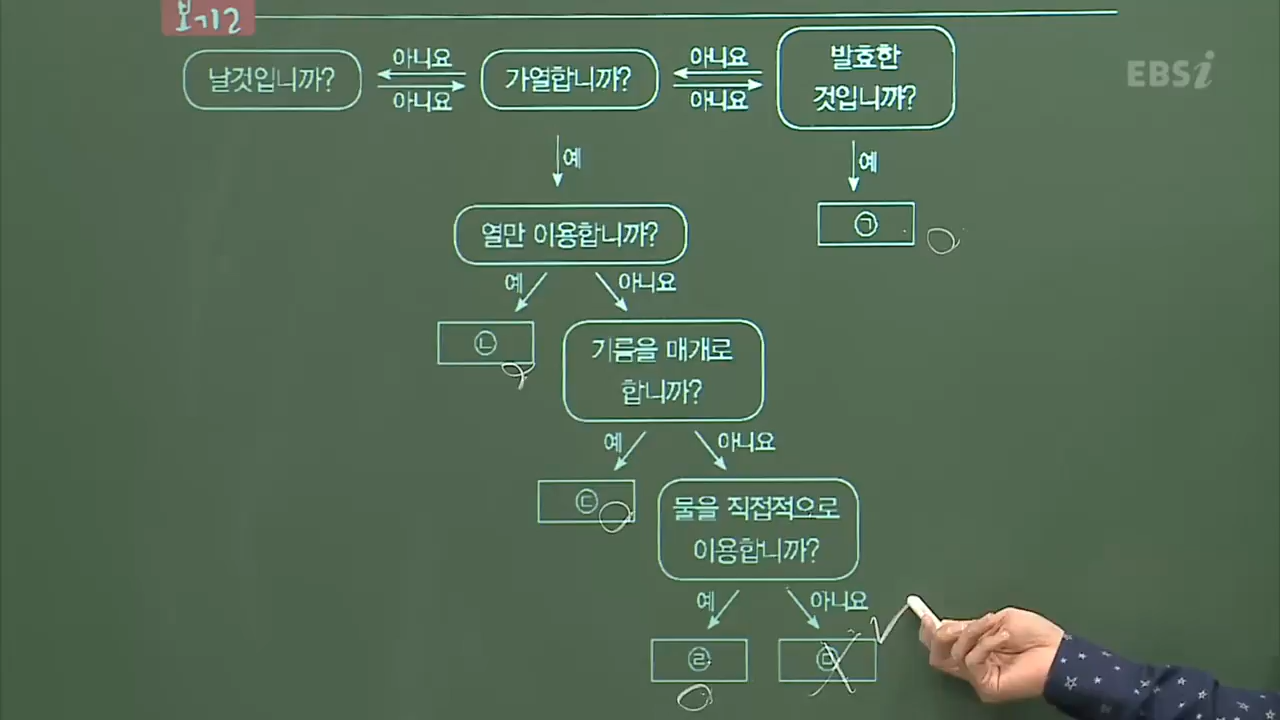 보기2
EBSi
날것입니까?
아니요
아니요
가열합니까?
아니요
아니요
발효한
것입니까?
예
예
㉠
열만 이용합니까?
예
아니요
㉡
기름을 매개로
합니까?
예
아니요
㉢
물을 직접적으로
이용합니까?
예
아니요
㉣
㉤